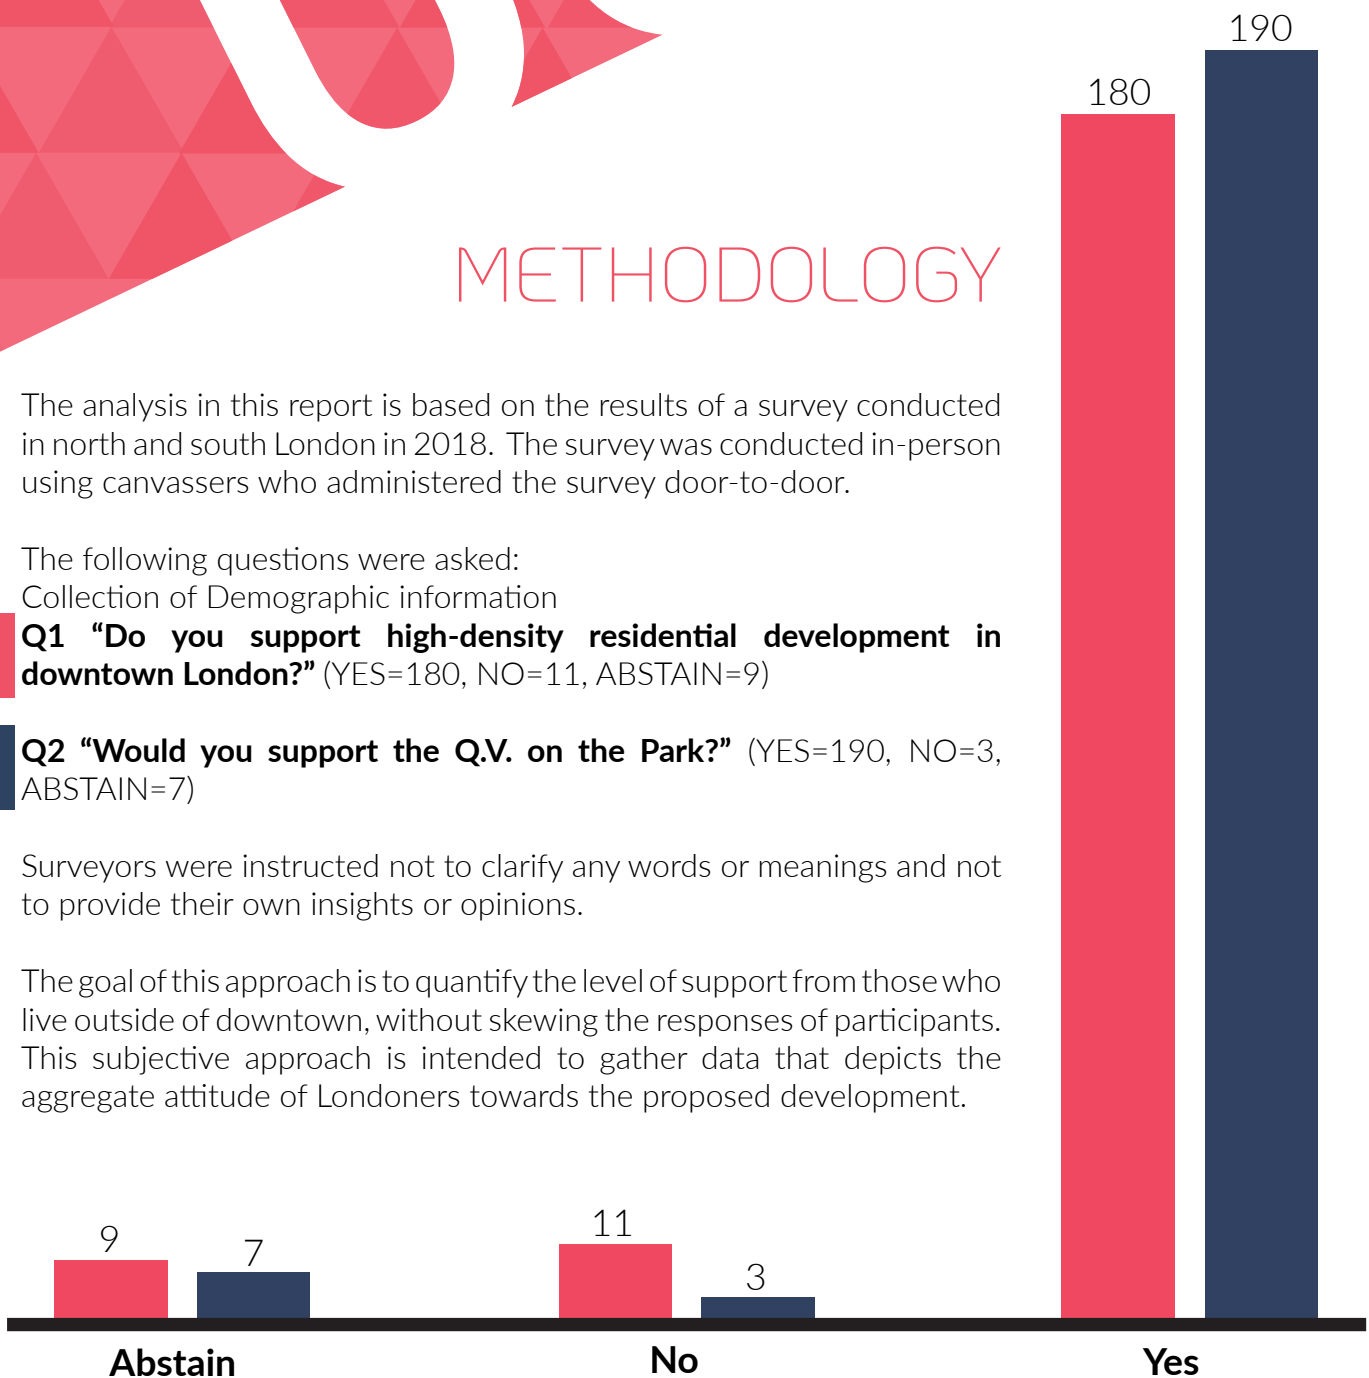 190
180
METHODOLOGY
The analysis in this report is based on the results of a survey conducted
in north and south London in 2018. The survey was conducted in-person
using canvassers who administered the survey door-to-door.
The following questions were asked:
Collection of Demographic information
Q1 “Do you support high-density residential development in
downtown London?” (YES=180, NO=11, ABSTAIN=9)
Q2 “Would you support the Q.V. on the Park?” (YES=190, NO=3,
ABSTAIN=7)
Surveyors were instructed not to clarify any words or meanings and not
to provide their own insights or opinions.
The goal of this approach is to quantify the level of support from those who
live outside of downtown, without skewing the responses of participants.
This subjective approach is intended to gather data that depicts the
aggregate attitude of Londoners towards the proposed development.
9
7
11
3
Abstain
No
Yes